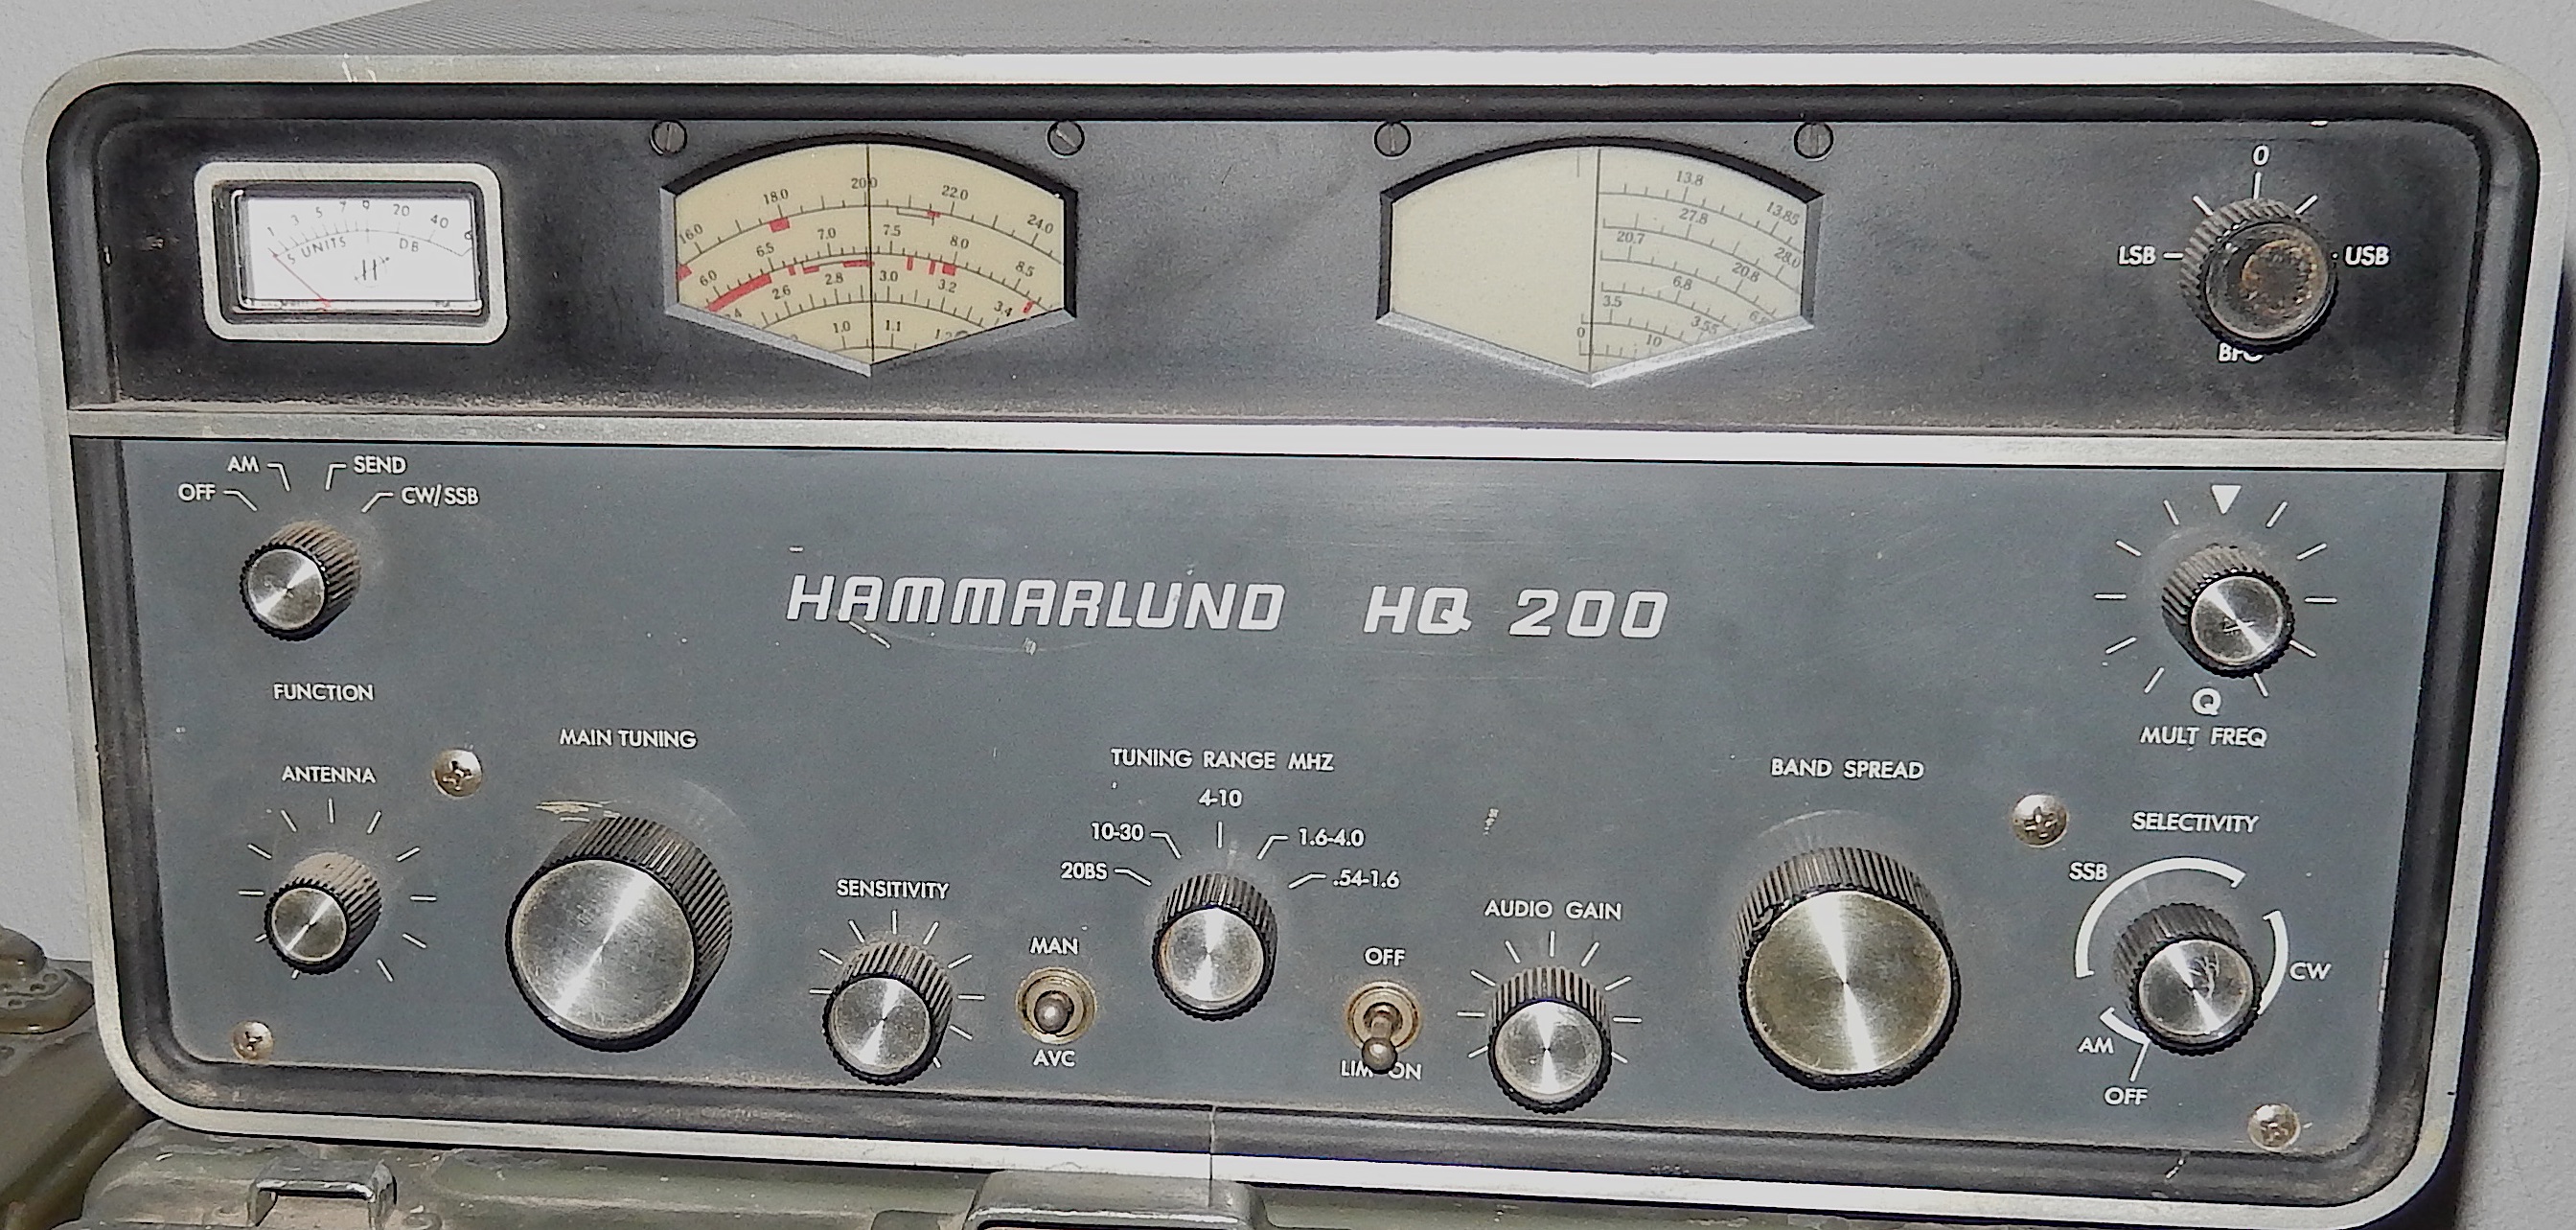 1 3 5 7 9 20 40
S UNITS DB
16.0 18.0 20.0 22.0 24.0
6.0 6.5 7.0 7.5 8.0 8.5
2.6 2.8 3.0 3.2 3.4
1.0 1.1
13.8 13.85
27.8 28.0
20.7 20.8
6.8
3.5 3.55
0 10
0
LSB USB
BFO
AM SEND
OFF CW/SSB
FUNCTION
HAMMARLUND HQ 200
Q
MULT FREQ
MAIN TUNING
ANTENNA
TUNING RANGE MHZ
4-10
10-30 1.6-4.0
20BS .54-1.6
BAND SPREAD
SELECTIVITY
SSB
CW
AM
OFF
SENSITIVITY
MAN
AVC
OFF
LIM ON
AUDIO GAIN